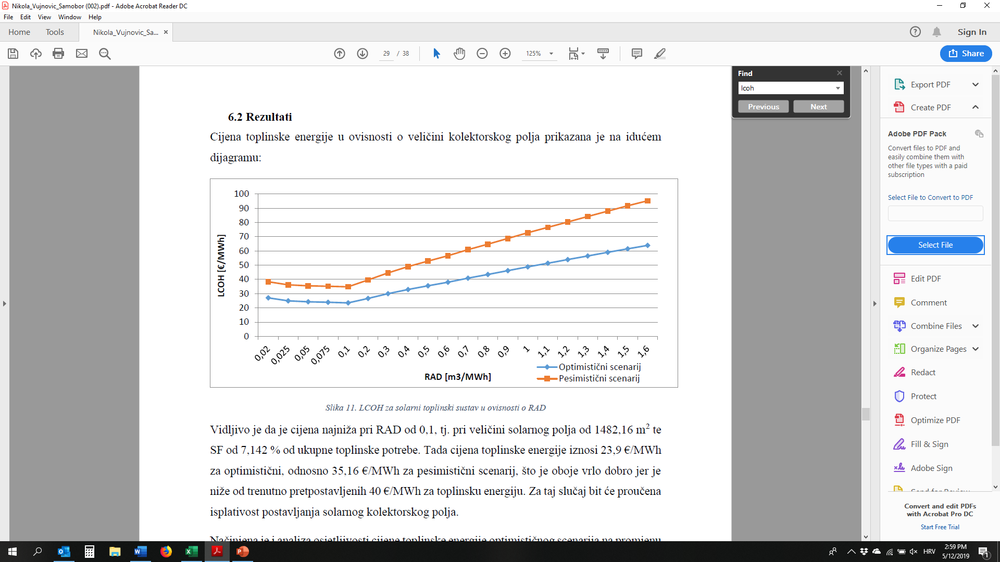 Nikola_Vujnovic_Samobor (002).pdf - Adobe Acrobat Reader DC
File Edit View Window Help
Home Tools Nikola_Vujnovic_Sa... Sign In
29 / 38 125% Share
Find
lcoh
Previous Next
6.2 Rezultati
Cijena toplinske energije u ovisnosti o veličini kolektorskog polja prikazana je na idućem
dijagramu:
LCOH [€/MWh]
100
90
80
70
60
50
40
30
20
10
0
0,02 0,025 0,05 0,075 0,1 0,2 0,3 0,4 0,5 0,6 0,7 0,8 0,9 1 1,1 1,2 1,3 1,4 1,5 1,6
RAD [m3/MWh]
Optimistični scenarij
Pesimistični scenarij
Slika 11. LCOH za solarni toplinski sustav u ovisnosti o RAD
Vidljivo je da je cijena najniža pri RAD od 0,1, tj. pri veličini solarnog polja od 1482,16 m² te
SF od 7,142 % od ukupne toplinske potrebe. Tada cijena toplinske energije iznosi 23,9 €/MWh
za optimistični, odnosno 35,16 €/MWh za pesimistični scenarij, što je oboje vrlo dobro jer je
niže od trenutno pretpostavljenih 40 €/MWh za toplinsku energiju. Za taj slučaj bit će proučena
isplativost postavljanja solarnog kolektorskog polja.
Načinjena je i analiza osjetljivosti cijene toplinske energije optimističnog scenarija na promjenu
Export PDF
Create PDF
Adobe PDF Pack
Convert files to PDF and
easily combine them with
other file types with a paid
subscription
Select File to Convert to PDF
Select File
Edit PDF
Comment
Combine Files
Organize Pages
Redact
Protect
Optimize PDF
Fill & Sign
Adobe Sign
Send for Review
Convert and edit PDFs
with Acrobat Pro DC
Start Free Trial
HRV
2:59 PM
5/12/2019
1